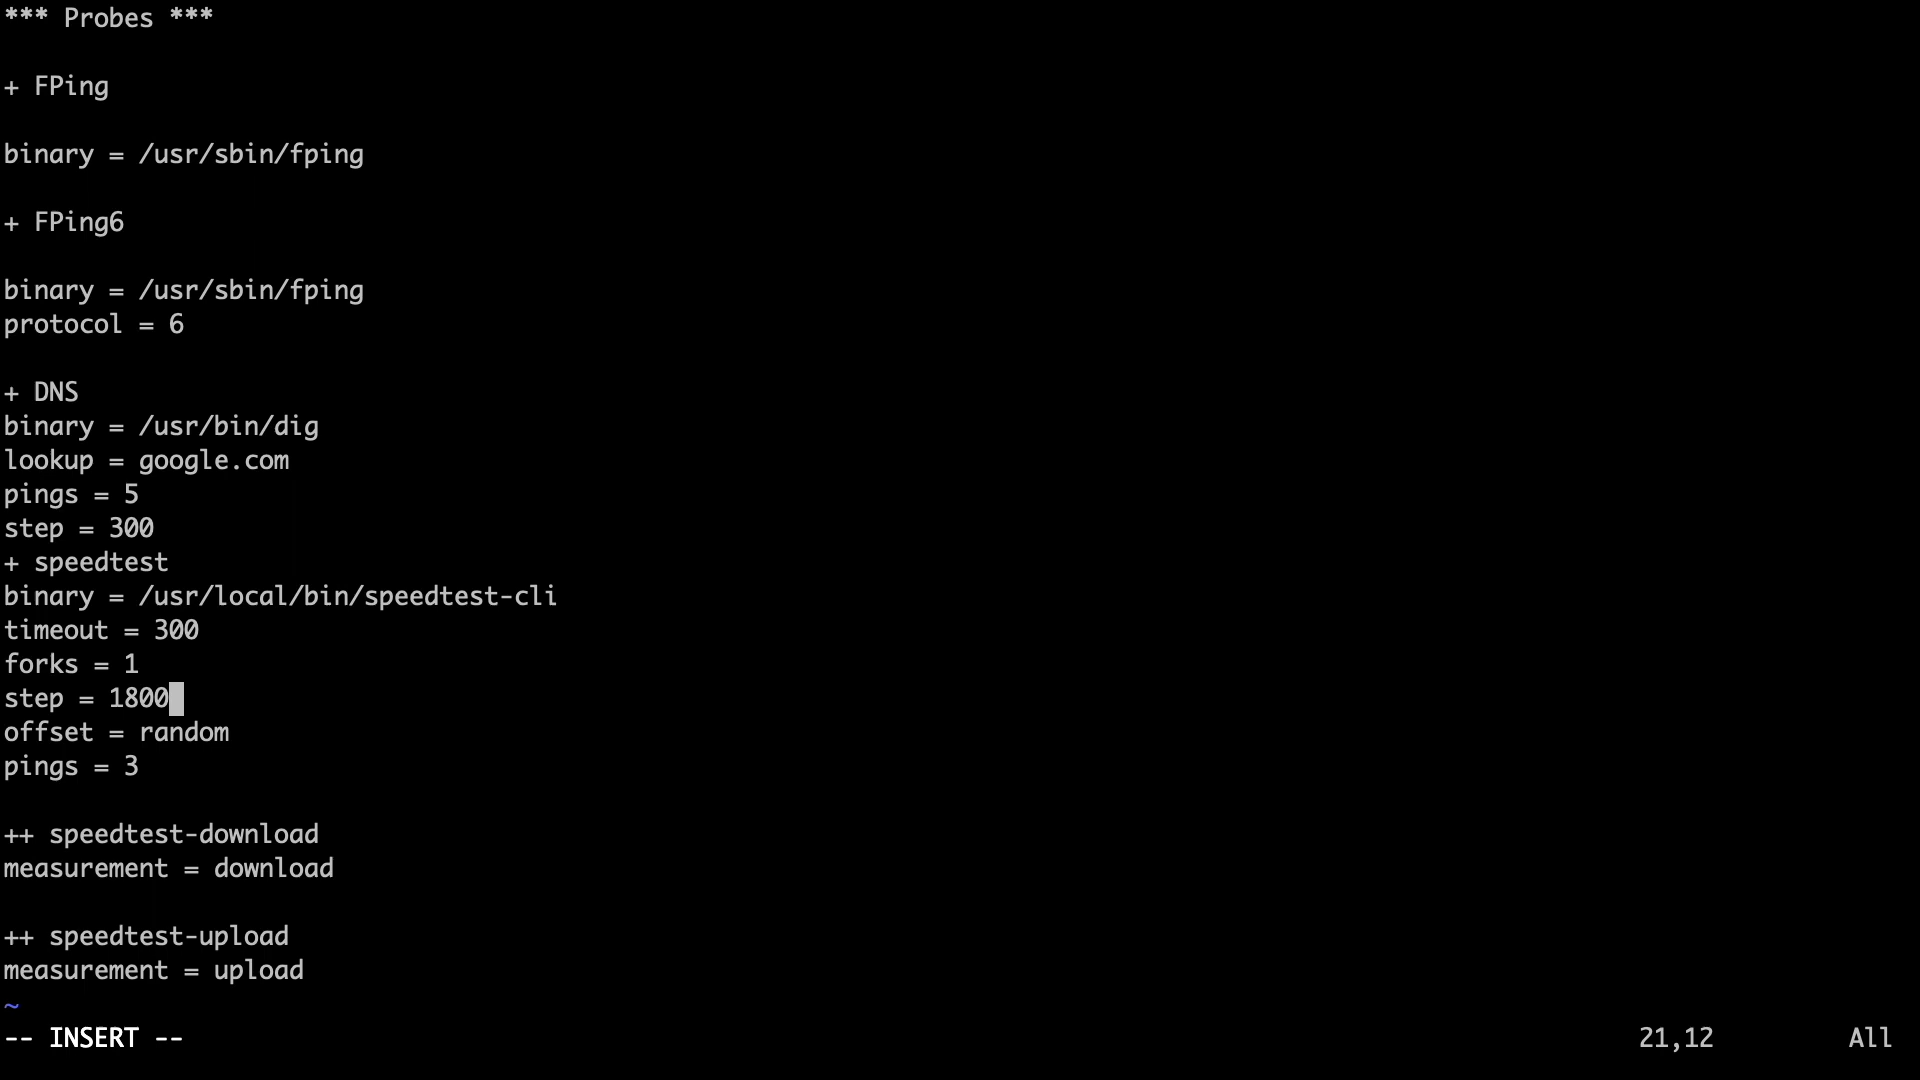 *** Probes ***
+ FPing
binary = /usr/sbin/fping
+ FPing6
binary = /usr/sbin/fping
protocol = 6
+ DNS
binary = /usr/bin/dig
lookup = google.com
pings = 5
step = 300
+ speedtest
binary = /usr/local/bin/speedtest-cli
timeout = 300
forks = 1
step = 1800
offset = random
pings = 3
++ speedtest-download
measurement = download
++ speedtest-upload
measurement = upload
~
-- INSERT -- 21,12 All